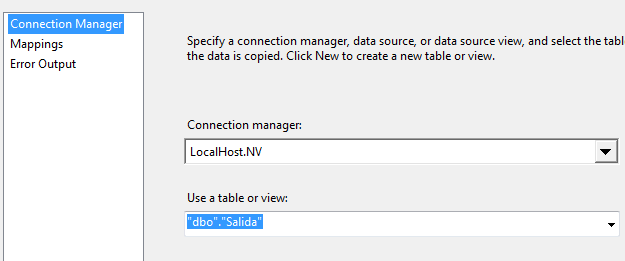 Connection Manager
Mappings
Error Output
Specify a connection manager, data source, or data source view, and select the
the data is copied. Click New to create a new table or view.
Connection manager:
LocalHost.NV
Use a table or view:
"dbo"."Salida"